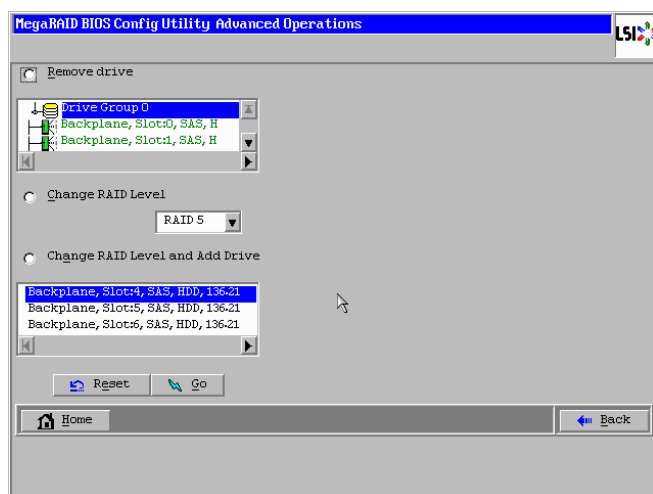 MegaRAID BIOS Config Utility Advanced Operations
LSI
Remove drive
Drive Group 0
Backplane, Slot:0, SAS, H
Backplane, Slot:1, SAS, H
Change RAID Level
RAID 5
Change RAID Level and Add Drive
Backplane, Slot:4, SAS, HDD, 136.21
Backplane, Slot:5, SAS, HDD, 136.21
Backplane, Slot:6, SAS, HDD, 136.21
Reset Go
Home Back